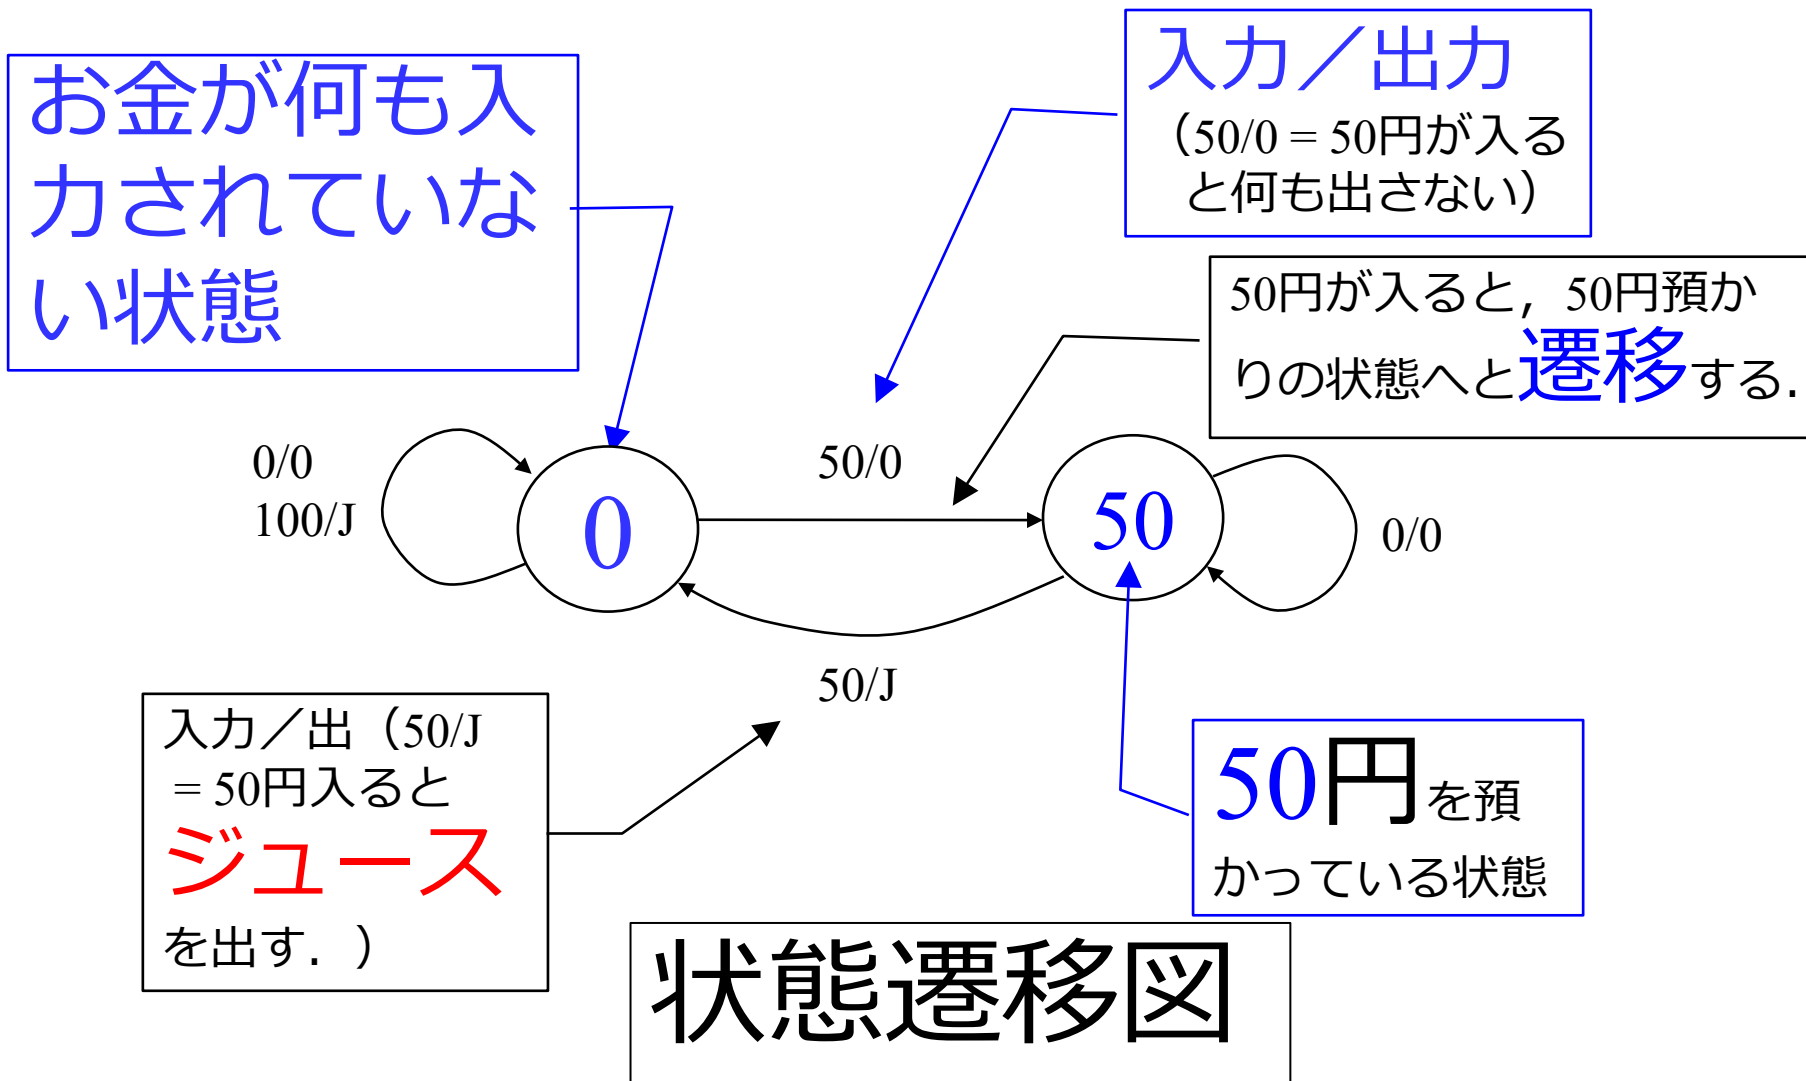 お金が何も入
力されていな
い状態
入力／出力
（50/0 = 50円が入る
と何も出さない）
50円が入ると，50円預か
りの状態へと遷移する．
0/0
100/J
0
50/0
50
0/0
50/J
入力／出（50/J
= 50円入ると
ジュース
を出す．）
50円を預
かっている状態
状態遷移図